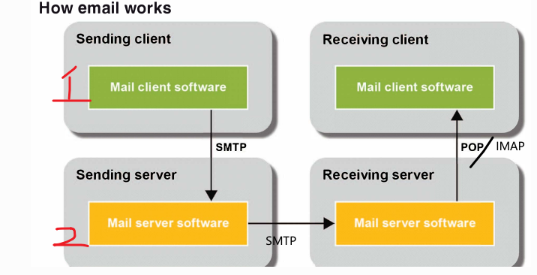 How email works
Sending client
Receiving client
1
Mail client software
Mail client software
SMTP
POP/IMAP
Sending server
Receiving server
2
Mail server software
Mail server software
SMTP